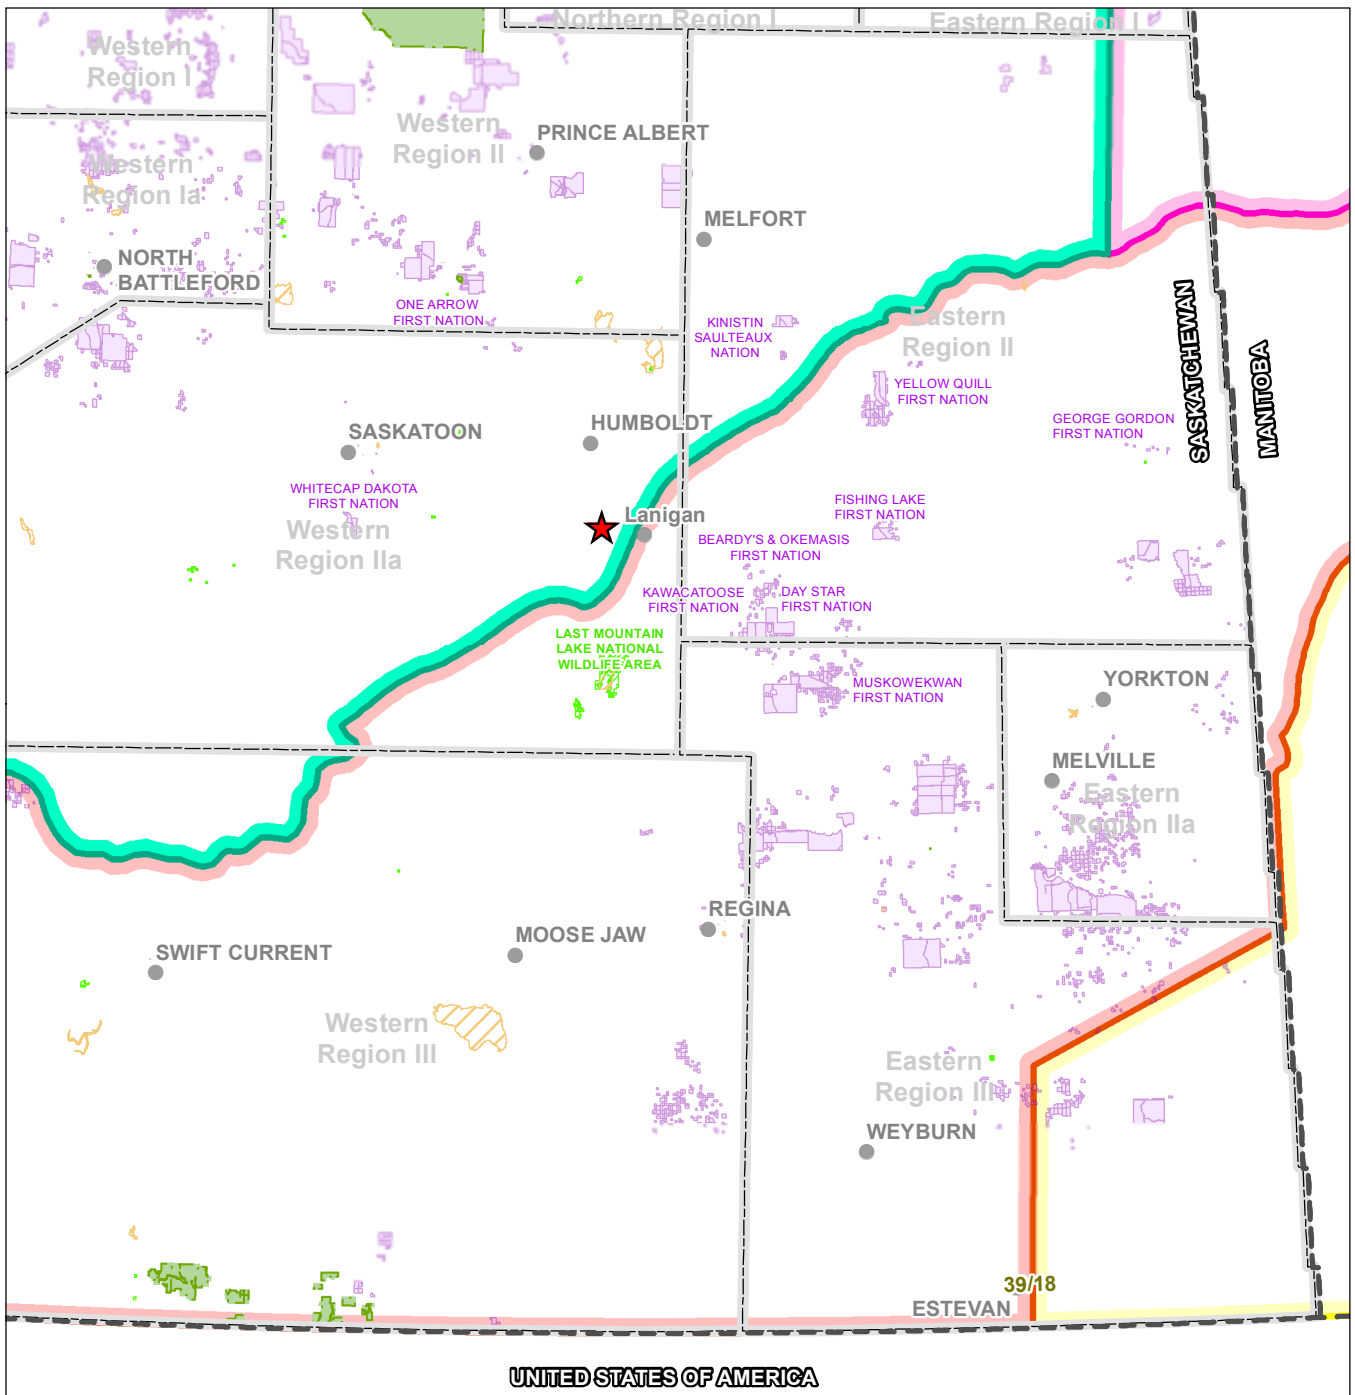 Northern Region I
Eastern Region I
Western
Region I
Western
Region II
PRINCE ALBERT
Western
Region Ia
MELFORT
NORTH
BATTLEFORD
ONE ARROW
FIRST NATION
KINISTIN
SAULTEAUX
NATION
Eastern
Region II
SASKATCHEWAN
MANITOBA
YELLOW QUILL
FIRST NATION
GEORGE GORDON
FIRST NATION
HUMBOLDT
SASKATOON
WHITECAP DAKOTA
FIRST NATION
Western
Region IIa
Lanigan
FISHING LAKE
FIRST NATION
BEARDY'S & OKEMASIS
FIRST NATION
KAWACATOOSE
FIRST NATION
DAY STAR
FIRST NATION
LAST MOUNTAIN
LAKE NATIONAL
WILDLIFE AREA
MUSKOWEKWAN
FIRST NATION
YORKTON
MELVILLE
Eastern
Region IIa
REGINA
MOOSE JAW
SWIFT CURRENT
Western
Region III
Eastern
Region III
WEYBURN
39/18
ESTEVAN
UNITED STATES OF AMERICA